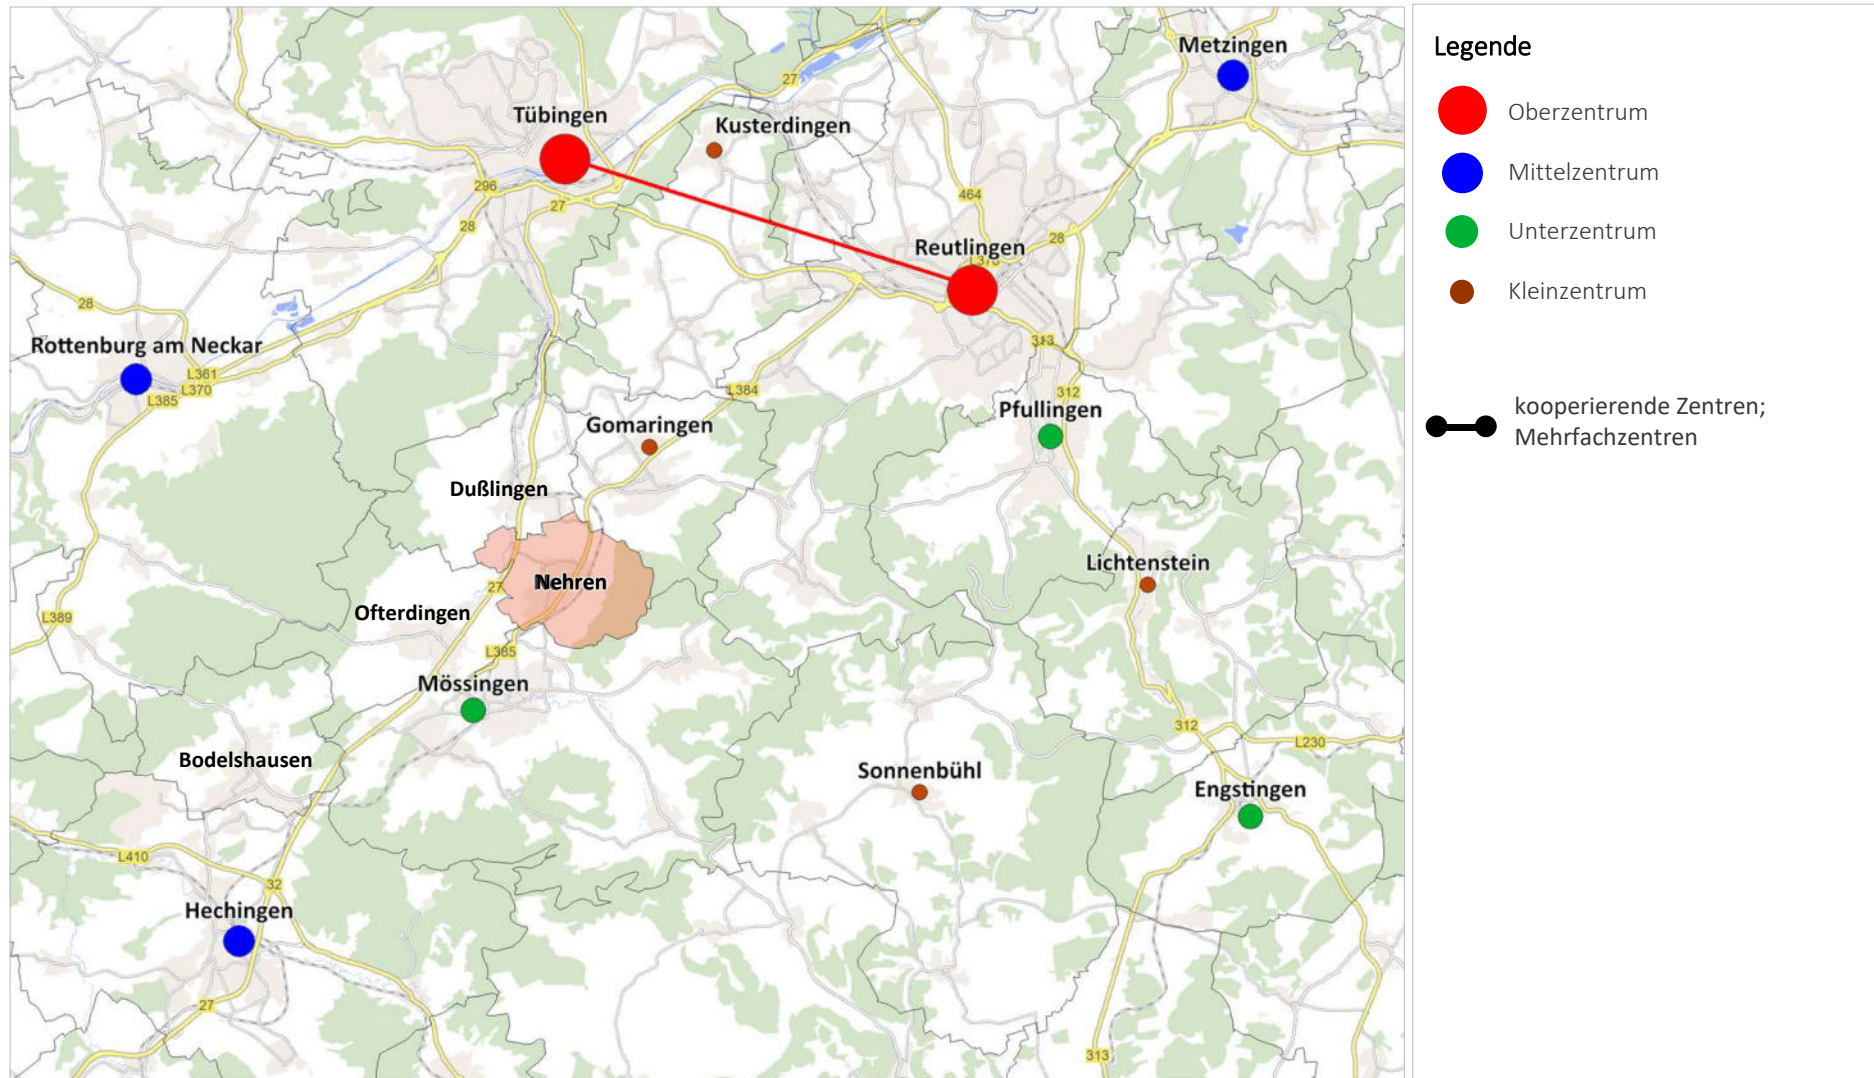 Metzingen
27
Tübingen
Kusterdingen
296
464
27
28
Reutlingen
28
L378
28
Rottenburg am Neckar
313
L361
L370
L385
L384
312
Pfullingen
Gomaringen
Dußlingen
Lichtenstein
Nehren
27
Ofterdingen
L389
L385
Mössingen
312
L230
Bodelshausen
Sonnenbühl
Engstingen
L410
32
Hechingen
27
313
Legende
Oberzentrum
Mittelzentrum
Unterzentrum
Kleinzentrum
kooperierende Zentren;
Mehrfachzentren